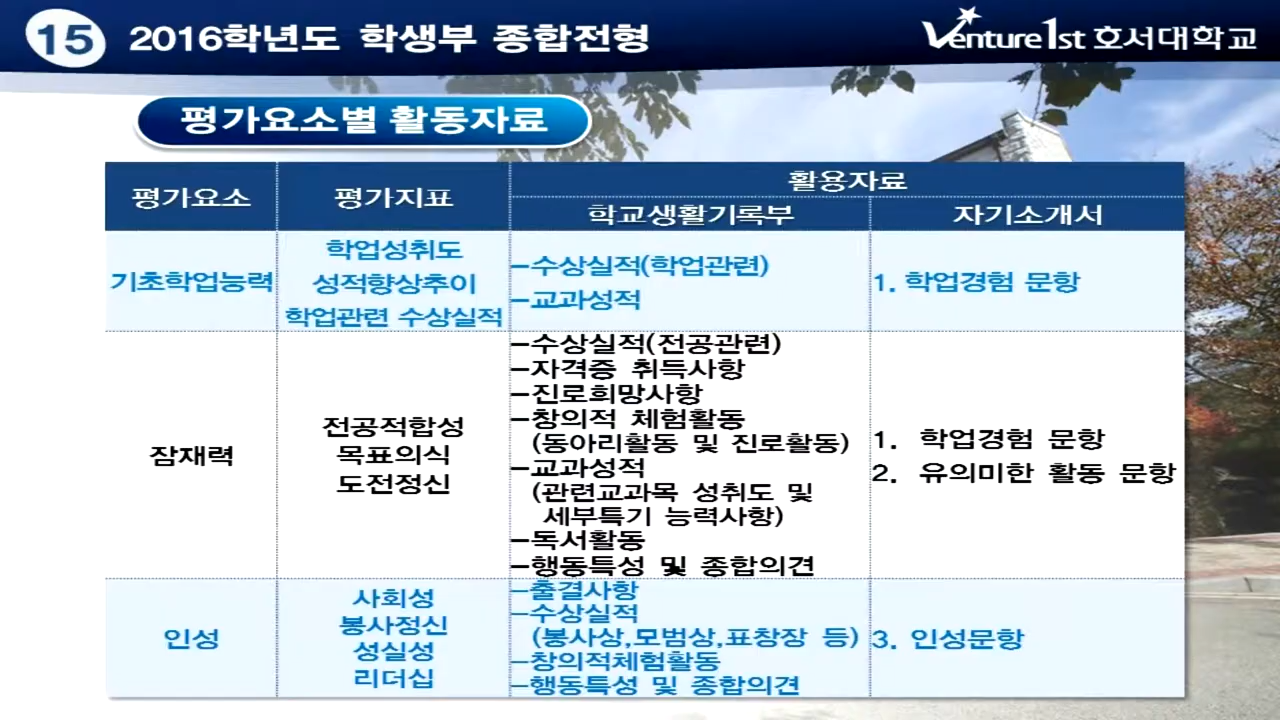 15 2016학년도 학생부 종합전형
Venture 1st 호서대학교
평가요소별 활동자료
평가요소
평가지표
활용자료
학교생활기록부
자기소개서
기초학업능력
학업성취도
성적향상추이
학업관련 수상실적
-수상실적(학업관련)
-교과성적
1. 학업경험 문항
잠재력
전공적합성
목표의식
도전정신
-수상실적(전공관련)
-자격증 취득사항
-진로희망사항
-창의적 체험활동
(동아리활동 및 진로활동)
-교과성적
(관련교과목 성취도 및
세부특기 능력사항)
-독서활동
-행동특성 및 종합의견
1. 학업경험 문항
2. 유의미한 활동 문항
인성
사회성
봉사정신
성실성
리더십
-출결사항
-수상실적
(봉사상,모범상,표창장 등)
-창의적체험활동
-행동특성 및 종합의견
3. 인성문항